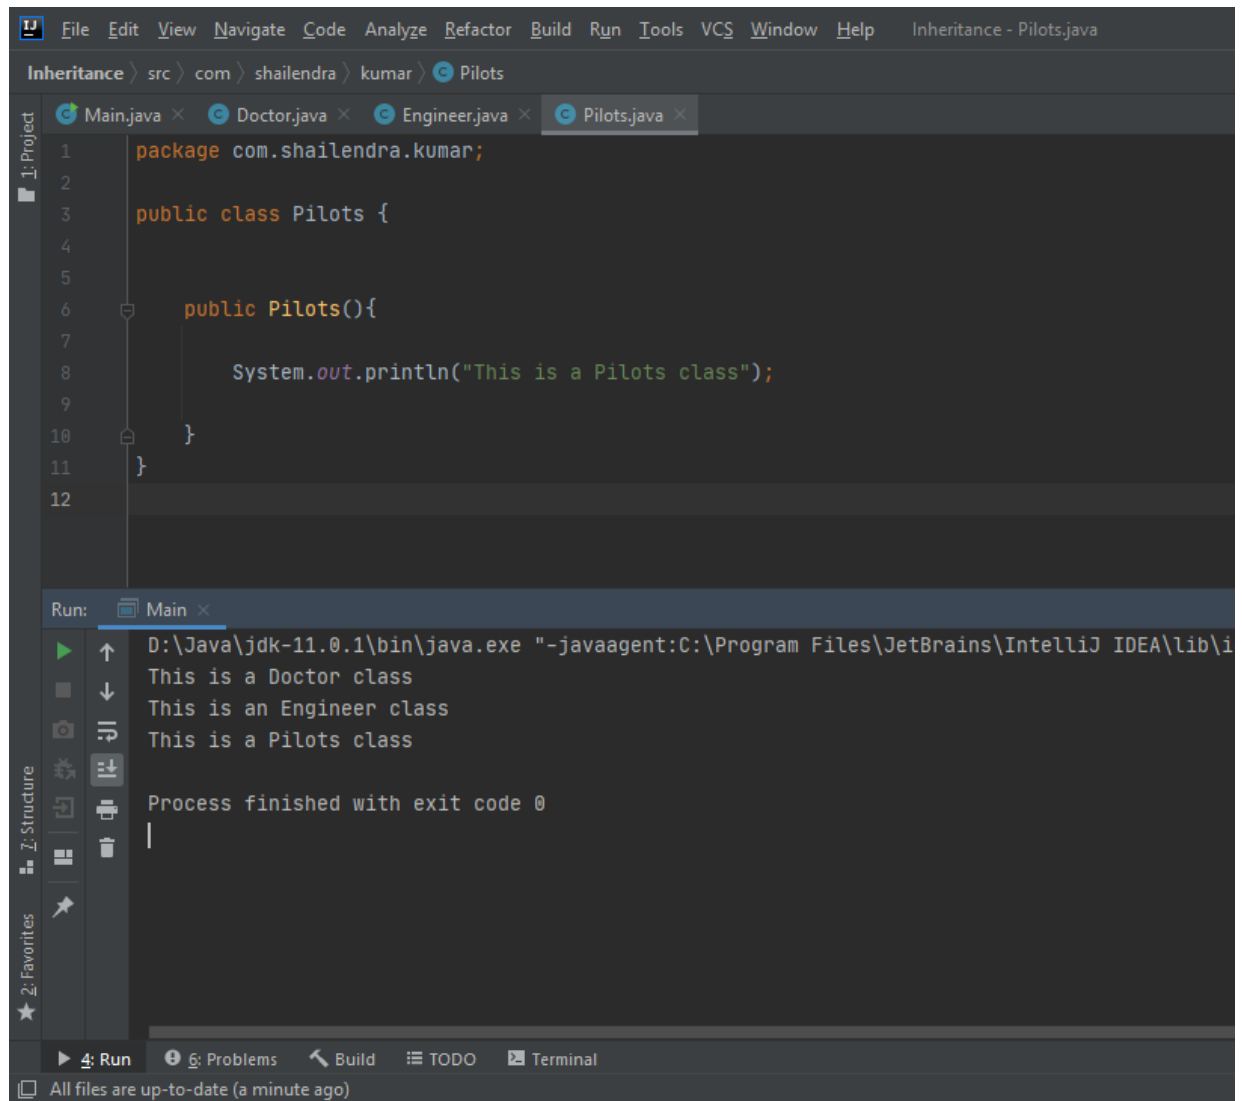 IJ File Edit View Navigate Code Analyze Refactor Build Run Tools VCS Window Help Inheritance - Pilots.java
Inheritance src com shailendra kumar C Pilots
C Main.java C Doctor.java C Engineer.java C Pilots.java
1: Project
1 package com.shailendra.kumar;
2
3 public class Pilots {
4
5
6 public Pilots(){
7
8 System.out.println("This is a Pilots class");
9
10 }
11 }
12
Run: Main
D:\Java\jdk-11.0.1\bin\java.exe "-javaagent:C:\Program Files\JetBrains\IntelliJ IDEA\lib\i
This is a Doctor class
This is an Engineer class
This is a Pilots class
Process finished with exit code 0
7: Structure
2: Favorites
4: Run 6: Problems Build TODO Terminal
All files are up-to-date (a minute ago)